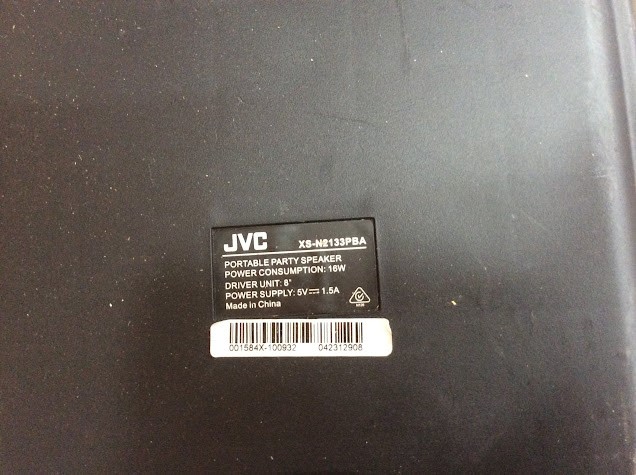 JVC XS-N2133PBA
PORTABLE PARTY SPEAKER
POWER CONSUMPTION: 16W
DRIVER UNIT: 8"
POWER SUPPLY: 5V⎓1.5A
Made in China
001584X-100932 042312908